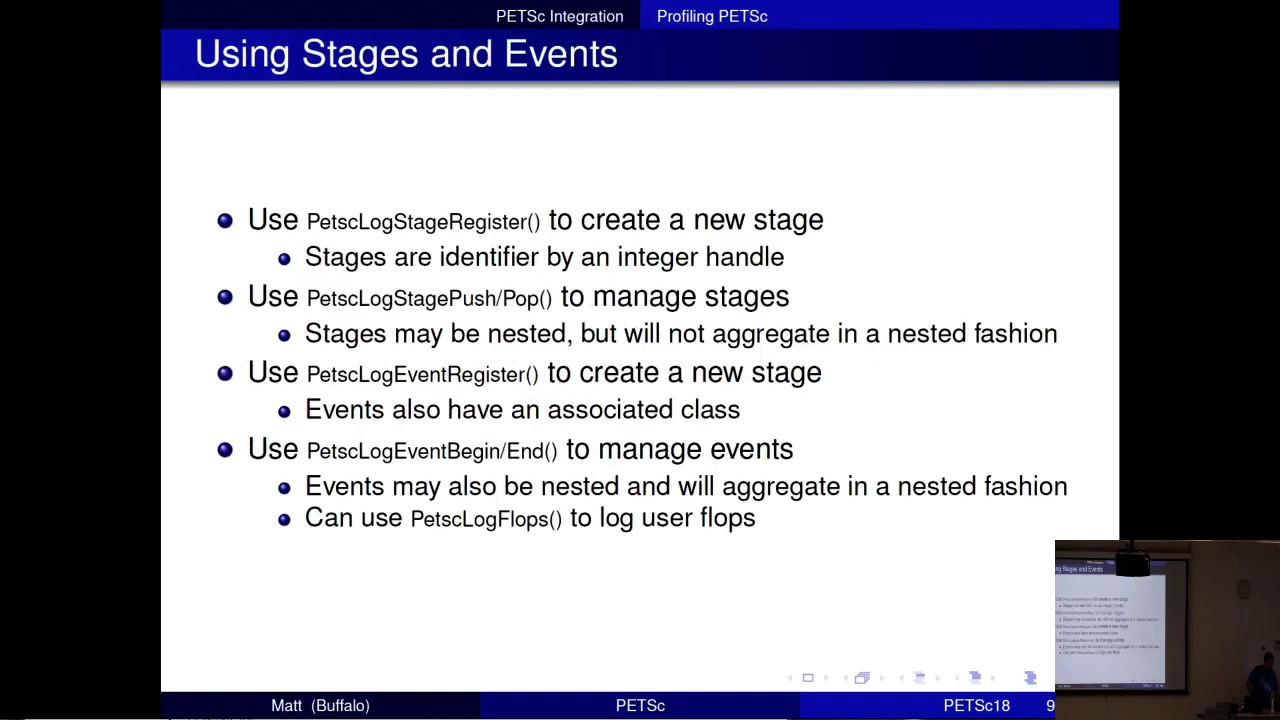 PETSc Integration Profiling PETSc
Using Stages and Events
Use PetscLogStageRegister() to create a new stage
Stages are identifier by an integer handle
Use PetscLogStagePush/Pop() to manage stages
Stages may be nested, but will not aggregate in a nested fashion
Use PetscLogEventRegister() to create a new stage
Events also have an associated class
Use PetscLogEventBegin/End() to manage events
Events may also be nested and will aggregate in a nested fashion
Can use PetscLogFlops() to log user flops
Matt (Buffalo) PETSc PETSc18 9